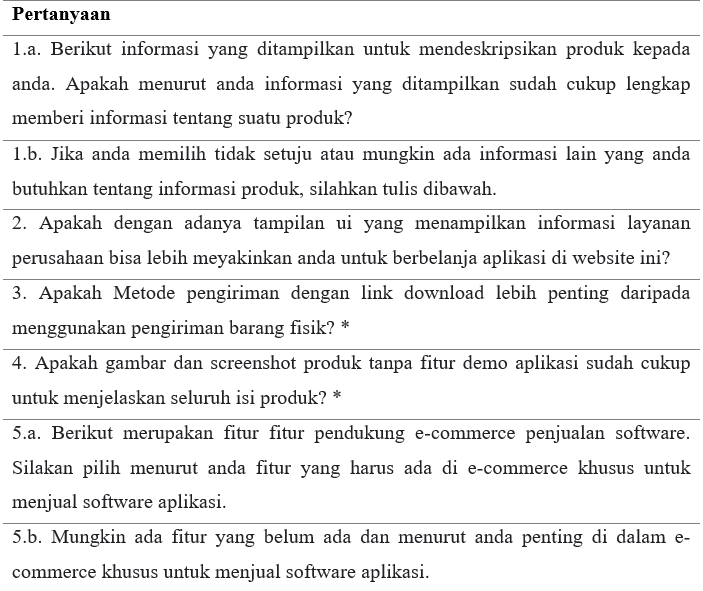 Pertanyaan
1.a. Berikut informasi yang ditampilkan untuk mendeskripsikan produk kepada
anda. Apakah menurut anda informasi yang ditampilkan sudah cukup lengkap
memberi informasi tentang suatu produk?
1.b. Jika anda memilih tidak setuju atau mungkin ada informasi lain yang anda
butuhkan tentang informasi produk, silahkan tulis dibawah.
2. Apakah dengan adanya tampilan ui yang menampilkan informasi layanan
perusahaan bisa lebih meyakinkan anda untuk berbelanja aplikasi di website ini?
3. Apakah Metode pengiriman dengan link download lebih penting daripada
menggunakan pengiriman barang fisik? *
4. Apakah gambar dan screenshot produk tanpa fitur demo aplikasi sudah cukup
untuk menjelaskan seluruh isi produk? *
5.a. Berikut merupakan fitur fitur pendukung e-commerce penjualan software.
Silakan pilih menurut anda fitur yang harus ada di e-commerce khusus untuk
menjual software aplikasi.
5.b. Mungkin ada fitur yang belum ada dan menurut anda penting di dalam e-
commerce khusus untuk menjual software aplikasi.